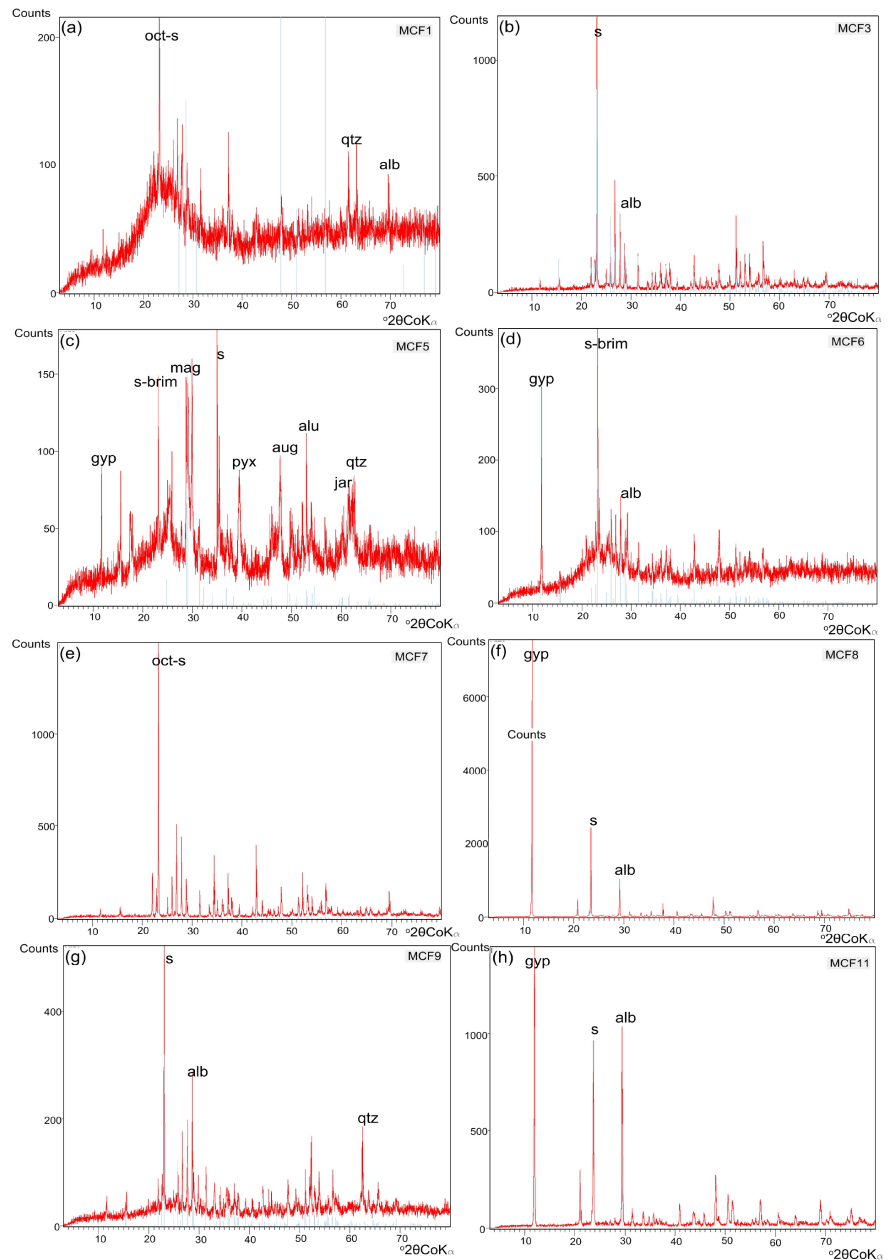 Counts
(a)
MCF1
oct-s
200
qtz
alb
100
0
10 20 30 40 50 60 70
°2θCoKα
Counts
(b)
MCF3
s
1000
500
alb
0
10 20 30 40 50 60 70
°2θCoKα
Counts
(c)
MCF5
s
mag
150
s-brim
alu
100
gyp
pyx
aug
qtz
jar
50
0
10 20 30 40 50 60 70
°2θCoKα
Counts
(d)
MCF6
s-brim
gyp
300
200
alb
100
0
10 20 30 40 50 60 70
°2θCoKα
Counts
(e)
MCF7
oct-s
1000
500
0
10 20 30 40 50 60 70
°2θCoKα
Counts
(f)
MCF8
gyp
6000
Counts
4000
s
2000
alb
0
10 20 30 40 50 60 70
°2θCoKα
Counts
(g)
MCF9
s
400
alb
200
qtz
0
10 20 30 40 50 60 70
°2θCoKα
Counts
(h)
MCF11
gyp
s
alb
1000
500
0
10 20 30 40 50 60 70
°2θCoKα